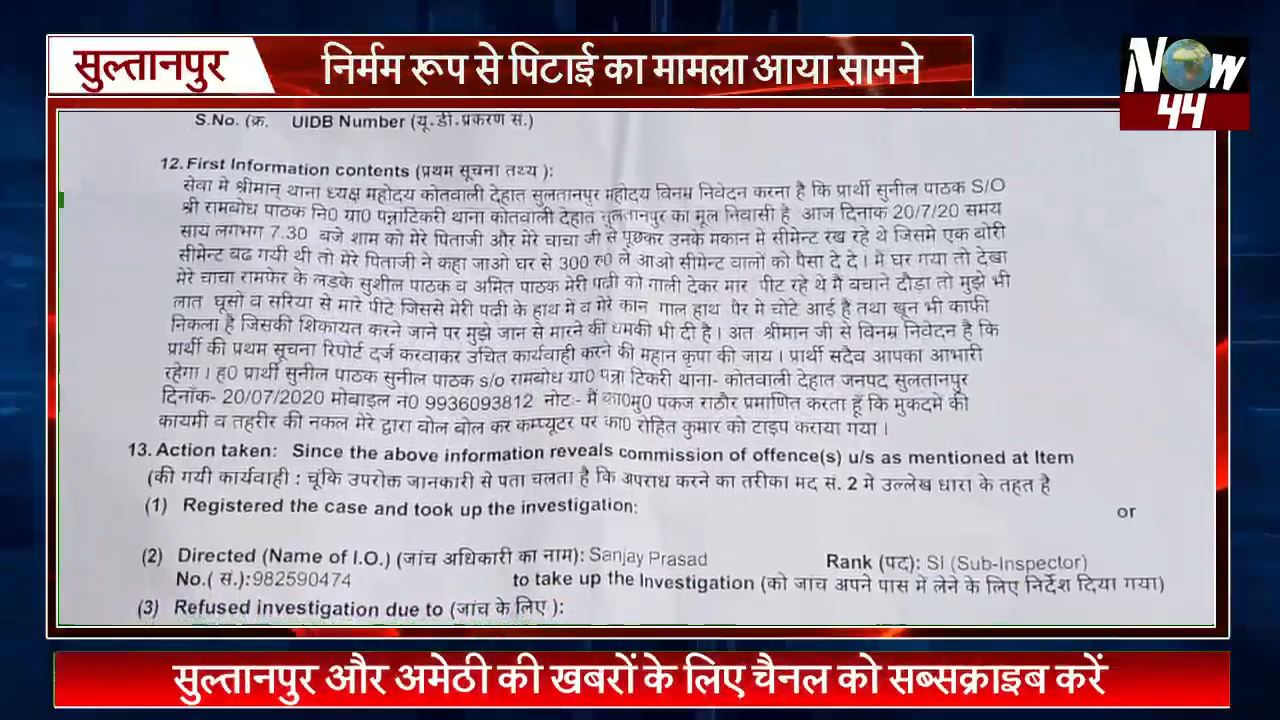 सुल्तानपुर
निर्मम रूप से पिटाई का मामला आया सामने
Now
44
S.No. (क्र. UIDB Number (यू.डी.प्रकरण सं.)
12. First Information contents (प्रथम सूचना तथ्य ):
सेवा मे श्रीमान् थाना ध्यक्ष महोदय कोतवाली देहात सुलतानपुर महोदय विनम्र निवेदन करना है कि प्रार्थी सुनील पाठक S/O
श्री रामबोध पाठक नि0 ग्रा0 पन्नाटिकरी थाना कोतवाली देहात सुलतानपुर का मूल निवासी है आज दिनाक 20/7/20 समय
सायं लगभग 7.30 बजे शाम को मेरे पिताजी और मेरे चाचा जी से पूछकर उनके मकान मे सीमेन्ट रख रहे थे जिसमे एक बोरी
सीमेन्ट बढ गयी थी तो मेरे पिताजी ने कहा जाओ घर से 300 रु0 ले आओ सीमेन्ट वालो को पैसा दे दे । मे घर गया तो देखा
मेरे चाचा रामफेर के लडके सुशील पाठक व अमित पाठक मेरी पत्नी को गाली देकर मार पीट रहे थे मैं बचाने दौड़ा तो मुझे भी
लात घूसो व सरिया से मारे पीटे जिससे मेरी पत्नी के हाथ में व मेरे कान गाल हाथ पैर में चोटे आई है तथा खून भी काफी
निकला है जिसकी शिकायत करने जाने पर मुझे जान से मारने की धमकी भी दी है । अत श्रीमान जी से विनम्र निवेदन है कि
प्रार्थी की प्रथम सूचना रिपोर्ट दर्ज करवाकर उचित कार्यवाही करने की महान कृपा की जाय । प्रार्थी सदैव आपका आभारी
रहेगा । ह0 प्रार्थी सुनील पाठक सुनील पाठक s/o रामबोध ग्रा0 पन्ना टिकरी थाना- कोतवाली देहात जनपद सुलतानपुर
दिनाँक- 20/07/2020 मोबाइल नं0 9936093812 नोटः- मैं का0मु0 पकज राठौर प्रमाणित करता हूँ कि मुकदमे की
कायमी व तहरीर की नकल मेरे द्वारा बोल बोल कर कम्प्यूटर पर का0 रोहित कुमार को टाइप कराया गया ।
13. Action taken: Since the above information reveals commission of offence(s) u/s as mentioned at Item
(की गयी कार्यवाही : चूंकि उपरोक्त जानकारी से पता चलता है कि अपराध करने का तरीका मद सं. 2 मे उल्लेख धारा के तहत है
(1) Registered the case and took up the investigation: or
(2) Directed (Name of I.O.) (जांच अधिकारी का नाम): Sanjay Prasad Rank (पद): SI (Sub-Inspector)
No.( सं.):982590474 to take up the Investigation (को जांच अपने पास में लेने के लिए निर्देश दिया गया)
(3) Refused investigation due to (जांच के लिए ):
सुल्तानपुर और अमेठी की खबरों के लिए चैनल को सब्सक्राइब करें